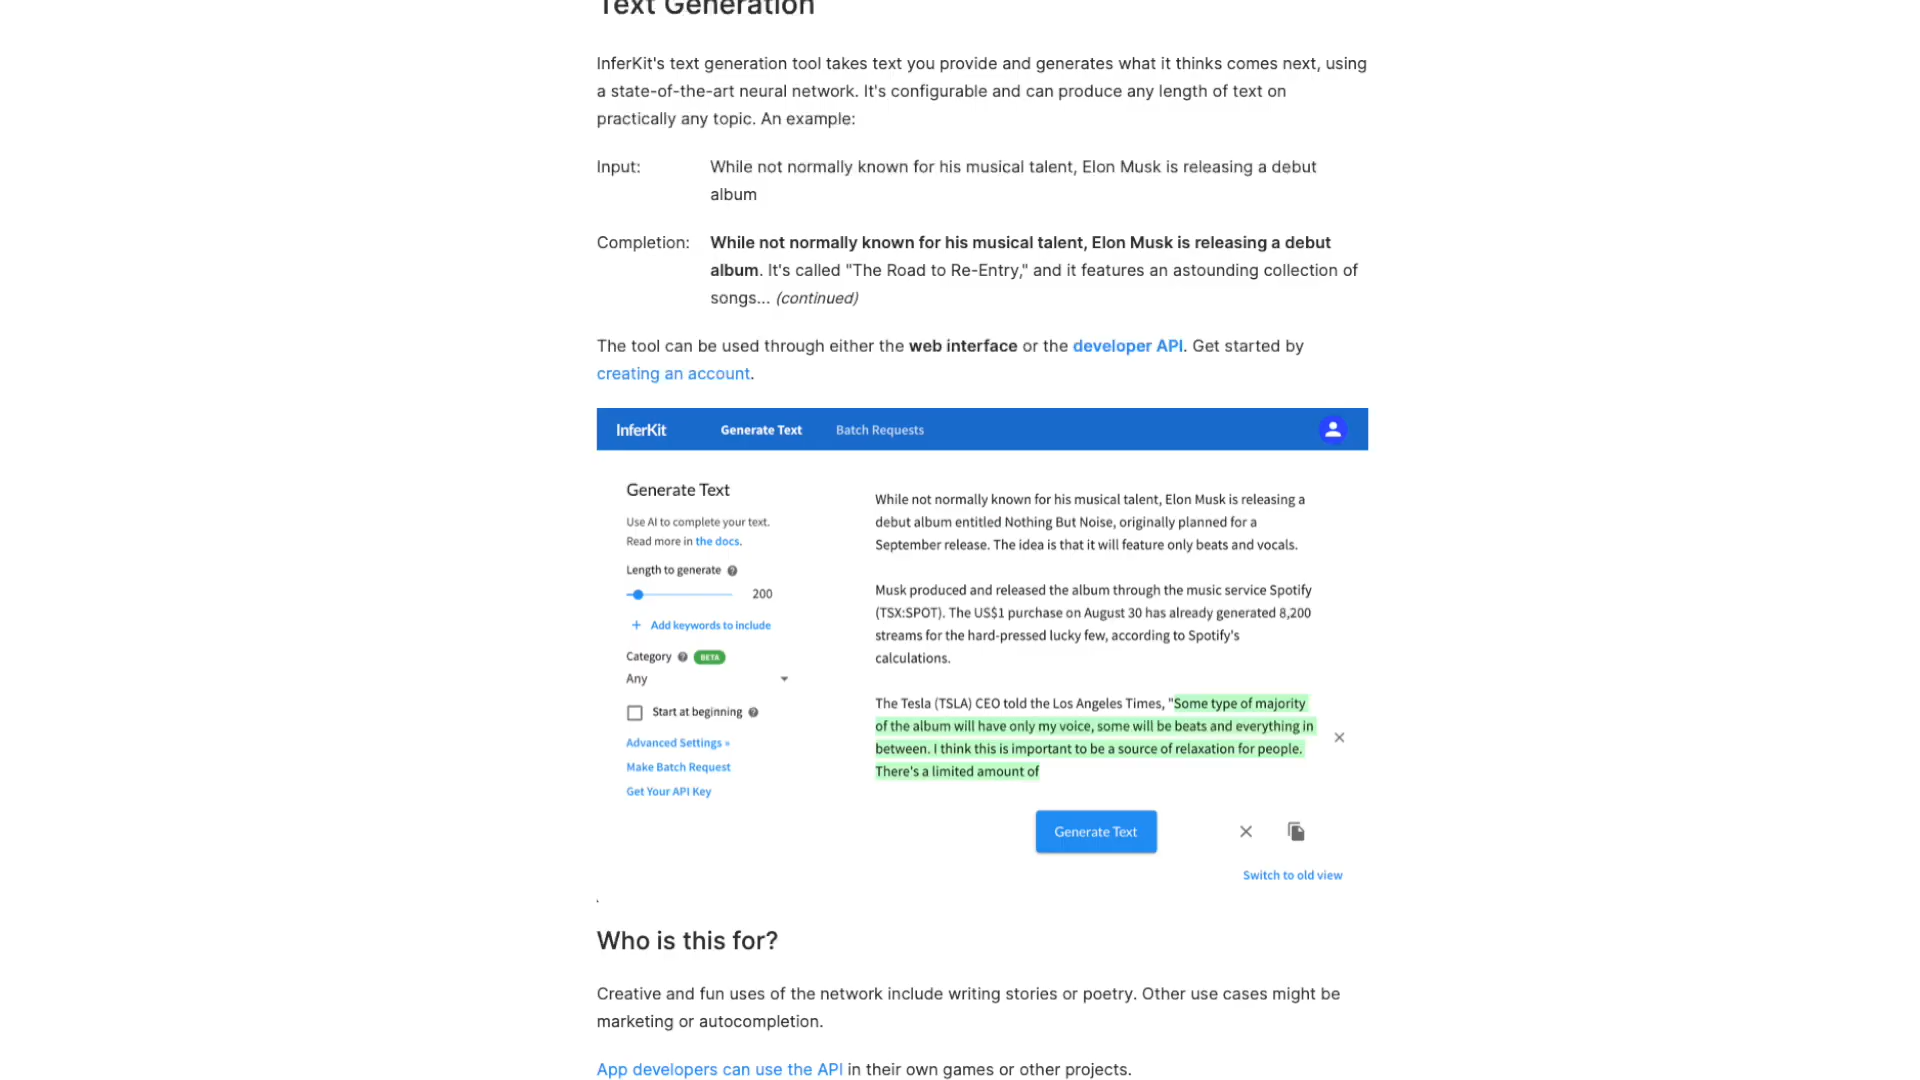 Text Generation
InferKit's text generation tool takes text you provide and generates what it thinks comes next, using
a state-of-the-art neural network. It's configurable and can produce any length of text on
practically any topic. An example:
Input:
While not normally known for his musical talent, Elon Musk is releasing a debut
album
Completion:
While not normally known for his musical talent, Elon Musk is releasing a debut
album. It's called "The Road to Re-Entry," and it features an astounding collection of
songs... (continued)
The tool can be used through either the web interface or the developer API. Get started by
creating an account.
InferKit
Generate Text
Batch Requests
Generate Text
Use AI to complete your text.
Read more in the docs.
Length to generate
200
+ Add keywords to include
Category BETA
Any
Start at beginning
Advanced Settings »
Make Batch Request
Get Your API Key
While not normally known for his musical talent, Elon Musk is releasing a
debut album entitled Nothing But Noise, originally planned for a
September release. The idea is that it will feature only beats and vocals.
Musk produced and released the album through the music service Spotify
(TSX:SPOT). The US$1 purchase on August 30 has already generated 8,200
streams for the hard-pressed lucky few, according to Spotify's
calculations.
The Tesla (TSLA) CEO told the Los Angeles Times, "Some type of majority
of the album will have only my voice, some will be beats and everything in
between. I think this is important to be a source of relaxation for people.
There's a limited amount of
Generate Text
Switch to old view
Who is this for?
Creative and fun uses of the network include writing stories or poetry. Other use cases might be
marketing or autocompletion.
App developers can use the API in their own games or other projects.